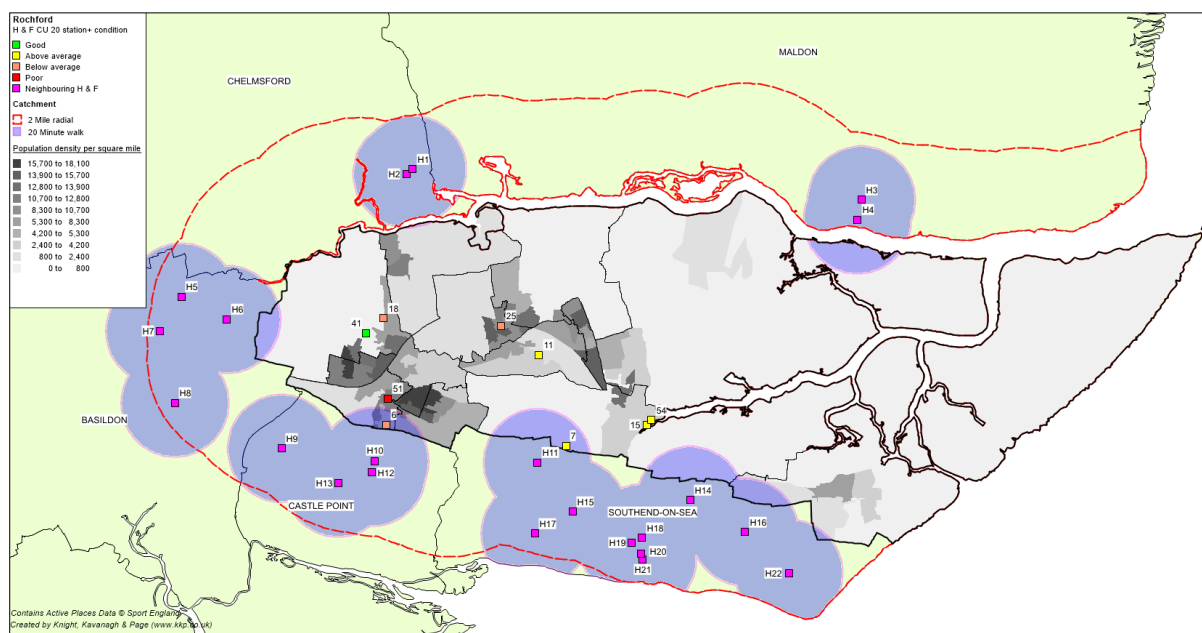 Rochford
H & F CU 20 station+ condition
Good
Above average
Below average
Poor
Neighbouring H & F
Catchment
2 Mile radial
20 Minute walk
Population density per square mile
15,700 to 18,100
13,900 to 15,700
12,800 to 13,900
10,700 to 12,800
8,300 to 10,700
5,300 to 8,300
4,200 to 5,300
2,400 to 4,200
800 to 2,400
0 to 800
MALDON
CHELMSFORD
H1
H2
H3
H4
H5
H6
H7
18
41
25
11
51
H8
6
54
15
BASILDON
7
H9
H10
H11
H12
H13
H14
CASTLE POINT
H15
SOUTHEND-ON-SEA
H16
H17
H18
H19
H20
H21
H22
Contains Active Places Data © Sport England
Created by Knight, Kavanagh & Page (www.kkp.co.uk)